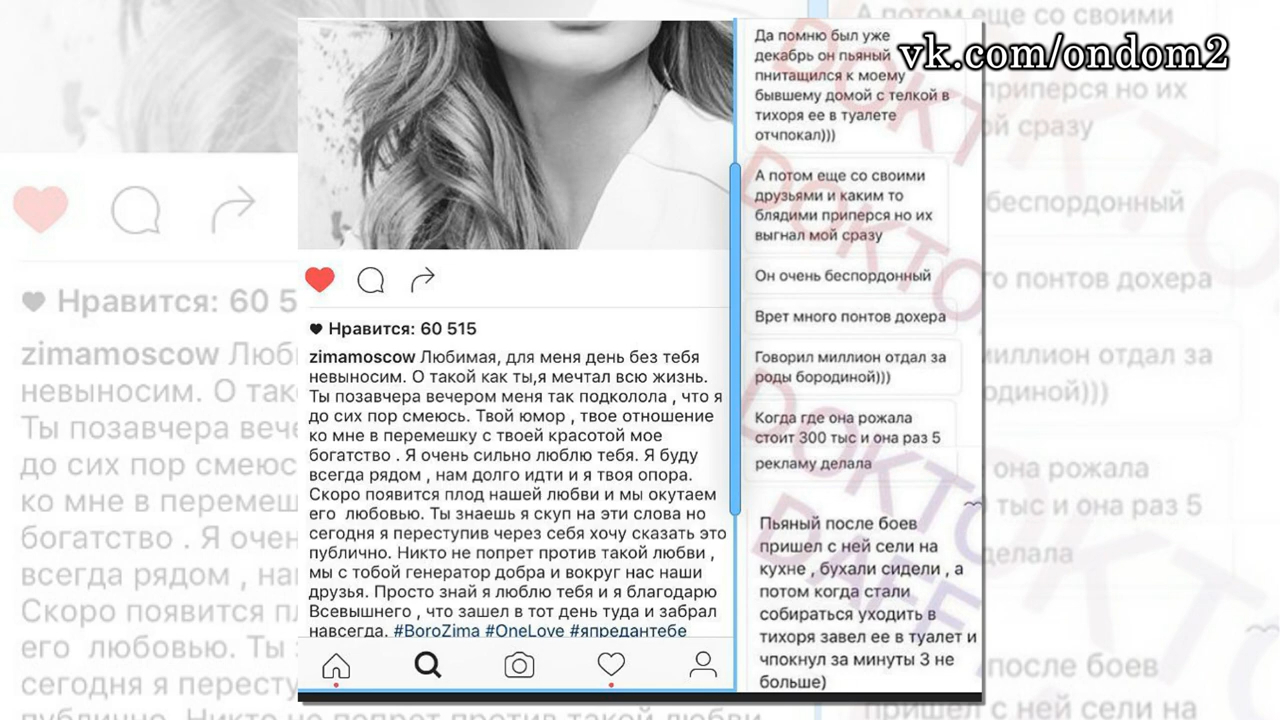 vk.com/ondom2
Нравится: 60 515
zimamoscow Любимая, для меня день без тебя
невыносим. О такой как ты,я мечтал всю жизнь.
Ты позавчера вечером меня так подколола , что я
до сих пор смеюсь. Твой юмор , твое отношение
ко мне в перемешку с твоей красотой мое
богатство . Я очень сильно люблю тебя. Я буду
всегда рядом , нам долго идти и я твоя опора.
Скоро появится плод нашей любви и мы окутаем
его любовью. Ты знаешь я скуп на эти слова но
сегодня я переступив через себя хочу сказать это
публично. Никто не попрет против такой любви ,
мы с тобой генератор добра и вокруг нас наши
друзья. Просто знай я люблю тебя и я благодарю
Всевышнего , что зашел в тот день туда и забрал
навсегда. #BoroZima #OneLove #япредантебе
Да помню был уже
декабрь он пьяный
пнитащился к моему
бывшему домой с телкой в
тихоря ее в туалете
отчпокал)))
А потом еще со своими
друзьями и каким то
блядими приперся но их
выгнал мой сразу
Он очень беспордонный
Врет много понтов дохера
Говорил миллион отдал за
роды бородиной)))
Когда где она рожала
стоит 300 тыс и она раз 5
рекламу делала
Пьяный после боев
пришел с ней сели на
кухне , бухали сидели , а
потом когда стали
собираться уходить в
тихоря завел ее в туалет и
чпокнул за минуты 3 не
больше)